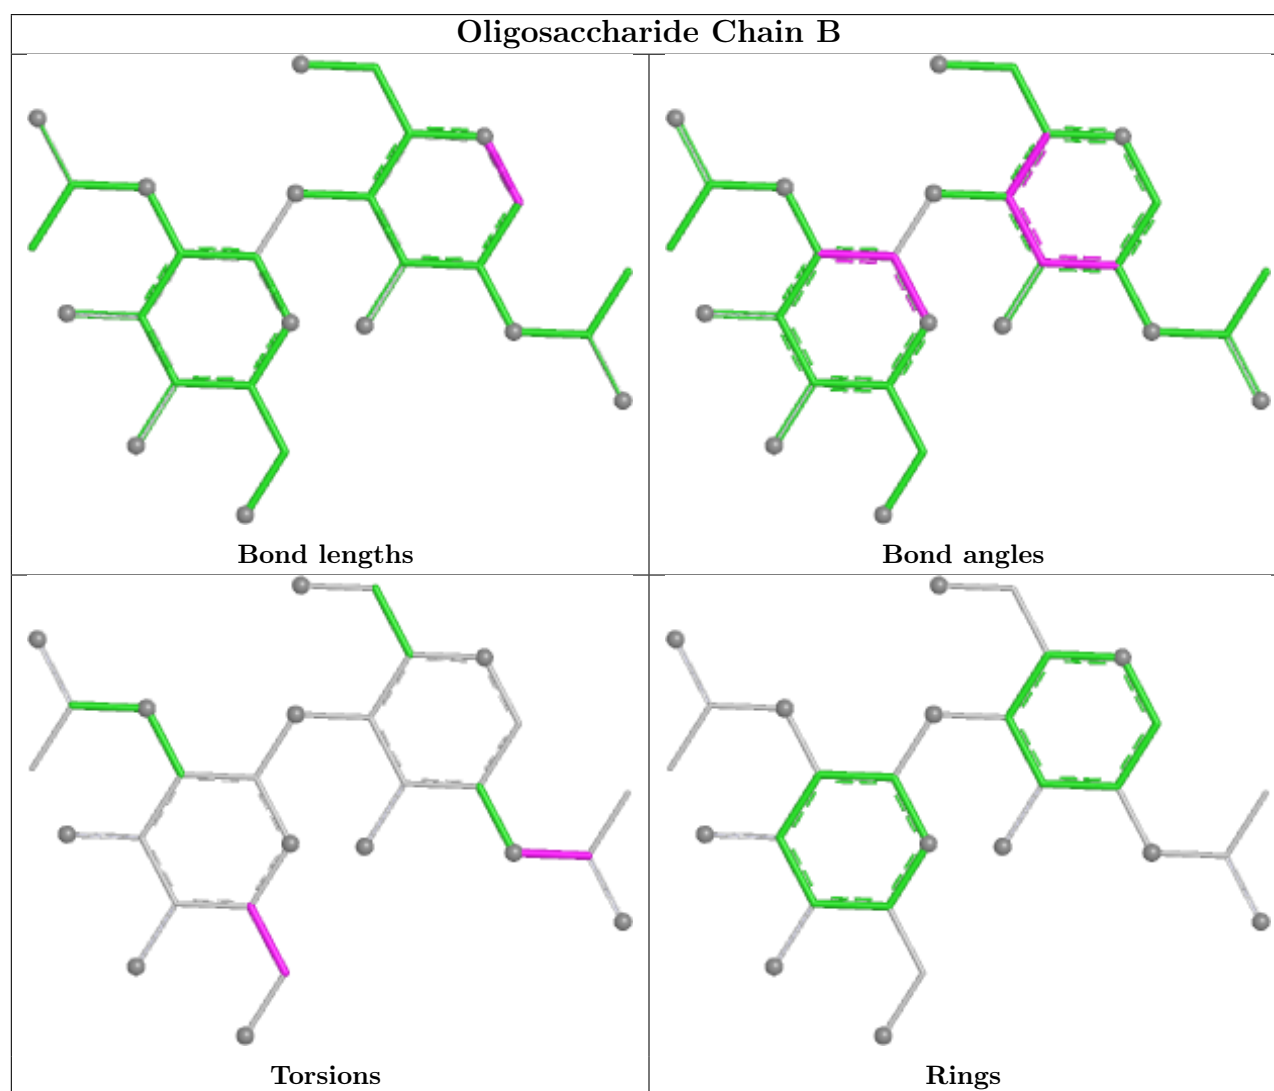 Oligosaccharide Chain B
Bond lengths
Bond angles
Torsions
Rings